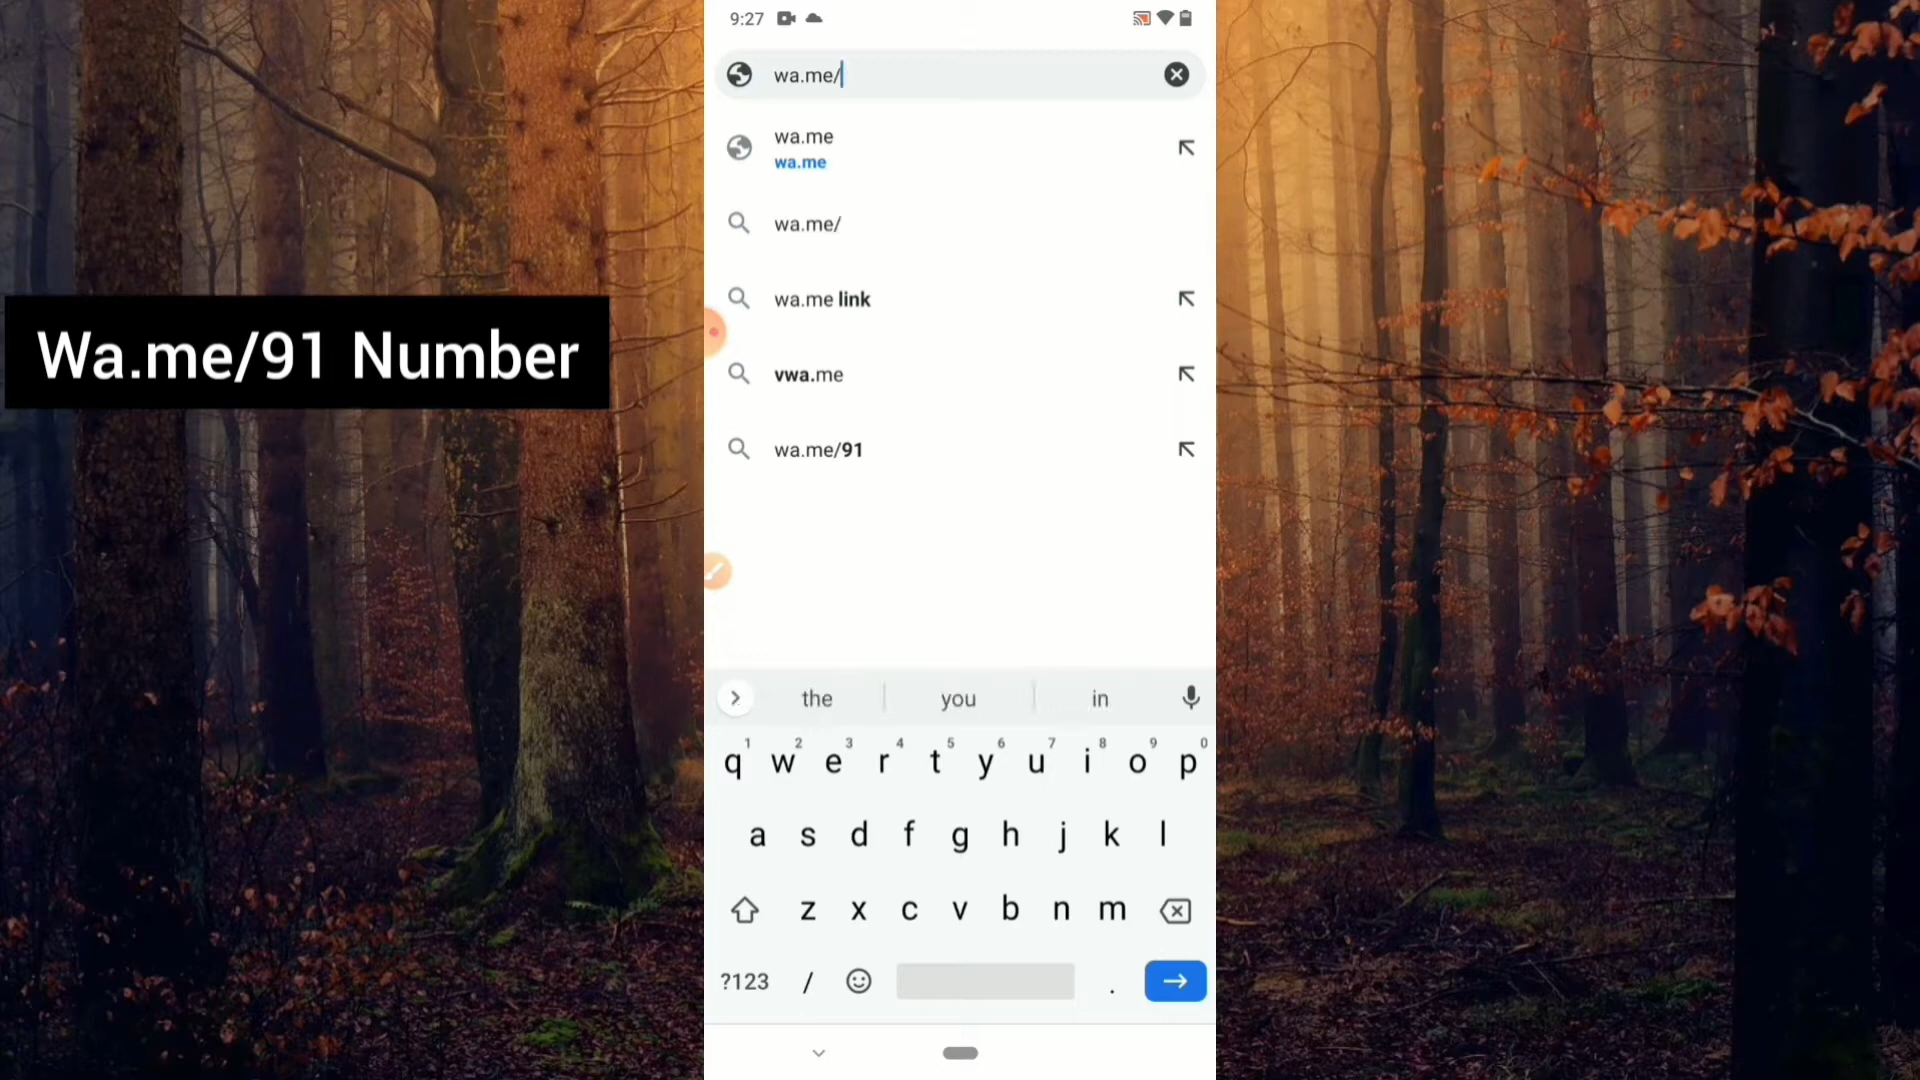 9:27
wa.me/
wa.me
wa.me
wa.me/
wa.me link
Wa.me/91 Number
vwa.me
wa.me/91
the you in
1 2 3 4 5 6 7 8 9 0
q w e r t y u i o p
a s d f g h j k l
z x c v b n m
?123 / .